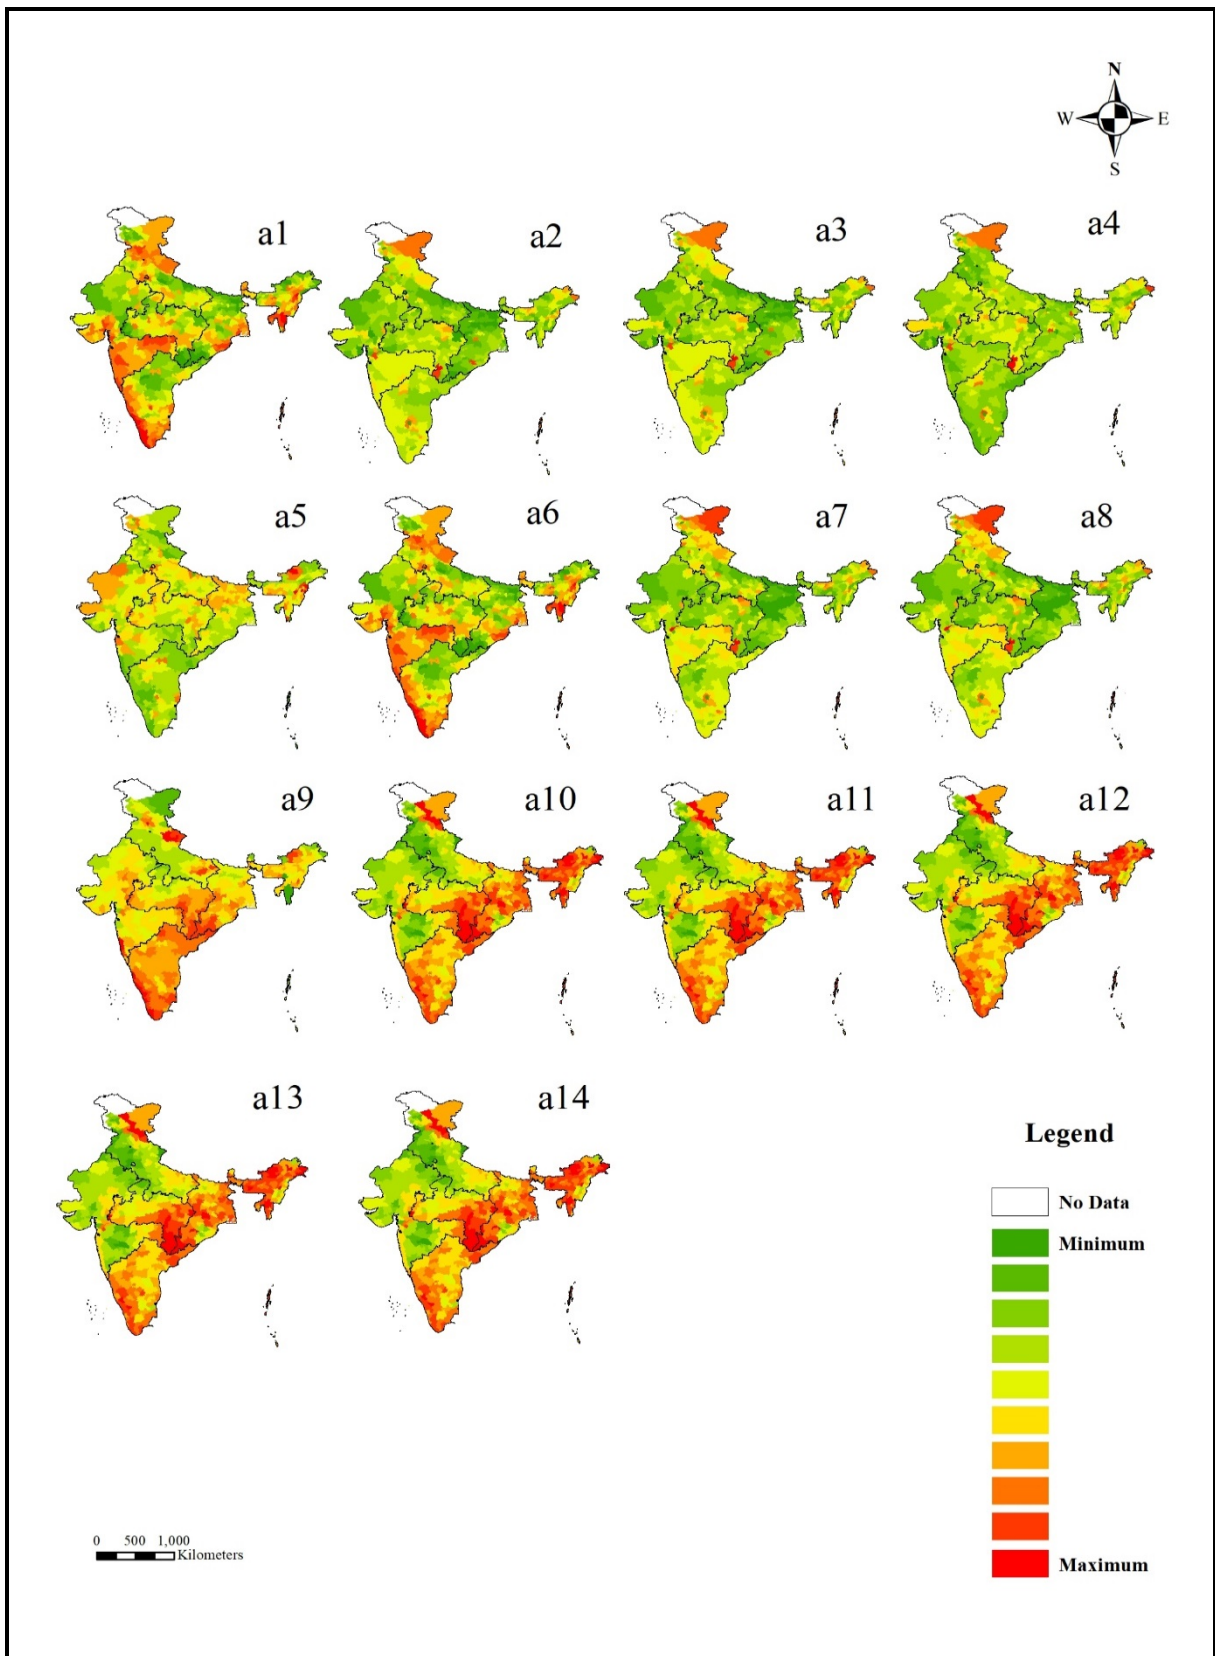 N
W E
S
a1
a2
a3
a4
a5
a6
a7
a8
a9
a10
a11
a12
a13
a14
Legend
No Data
Minimum
Maximum
0 500 1,000
Kilometers